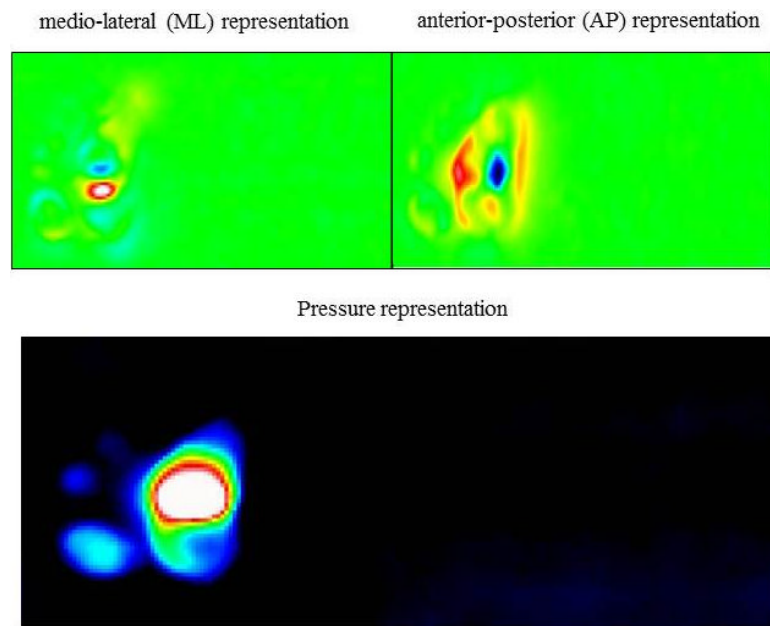 medio-lateral (ML) representation
anterior-posterior (AP) representation
Pressure representation